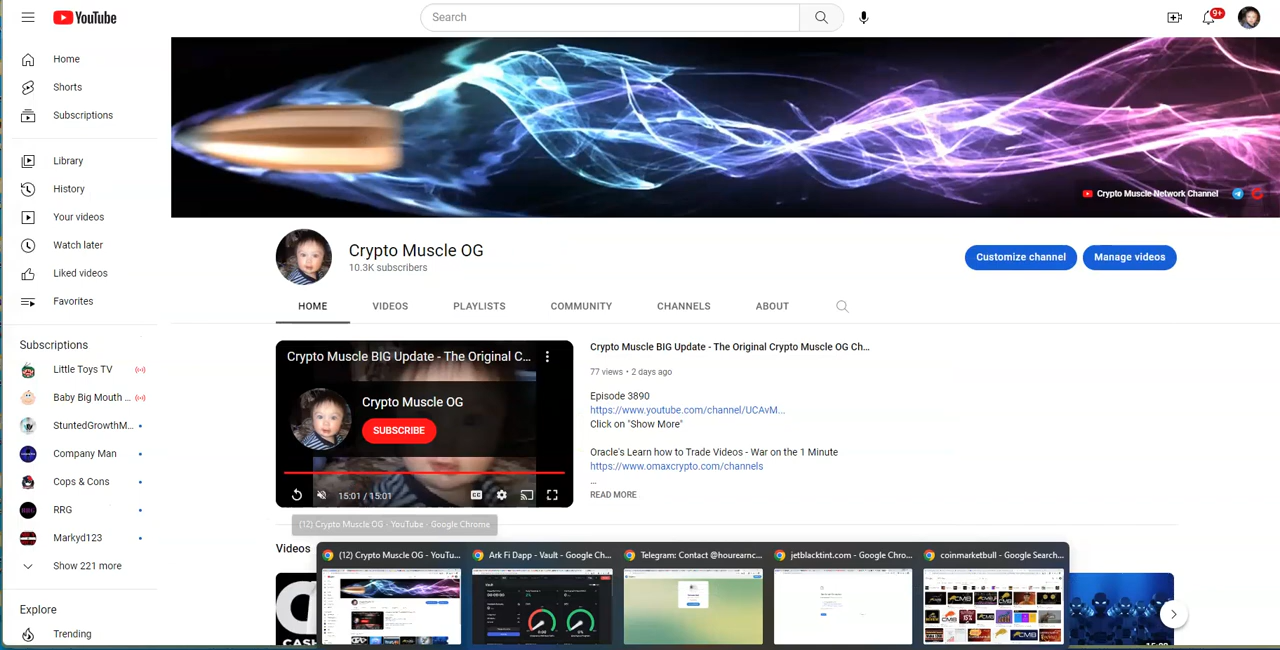 YouTube
Search
9+
Home
Shorts
Subscriptions
Library
History
Your videos
Watch later
Liked videos
Favorites
Subscriptions
Little Toys TV
Baby Big Mouth ...
StuntedGrowthM...
Company Man
Cops & Cons
RRG
Markyd123
Show 221 more
Explore
Trending
Crypto Muscle Network Channel
Crypto Muscle OG
10.3K subscribers
Customize channel
Manage videos
HOME
VIDEOS
PLAYLISTS
COMMUNITY
CHANNELS
ABOUT
Crypto Muscle BIG Update - The Original C...
Crypto Muscle OG
SUBSCRIBE
15:01 / 15:01
CC
Crypto Muscle BIG Update - The Original Crypto Muscle OG Ch...
77 views • 2 days ago
Episode 3890
https://www.youtube.com/channel/UCAvM...
Click on "Show More"
Oracle's Learn how to Trade Videos - War on the 1 Minute
https://www.omaxcrypto.com/channels
...
READ MORE
(12) Crypto Muscle OG - YouTube - Google Chrome
Videos
(12) Crypto Muscle OG - YouTu...
Ark Fi Dapp - Vault - Google Ch...
Telegram: Contact @hourearnc...
jetblacktint.com - Google Chro...
coinmarketbull - Google Search...
CASH